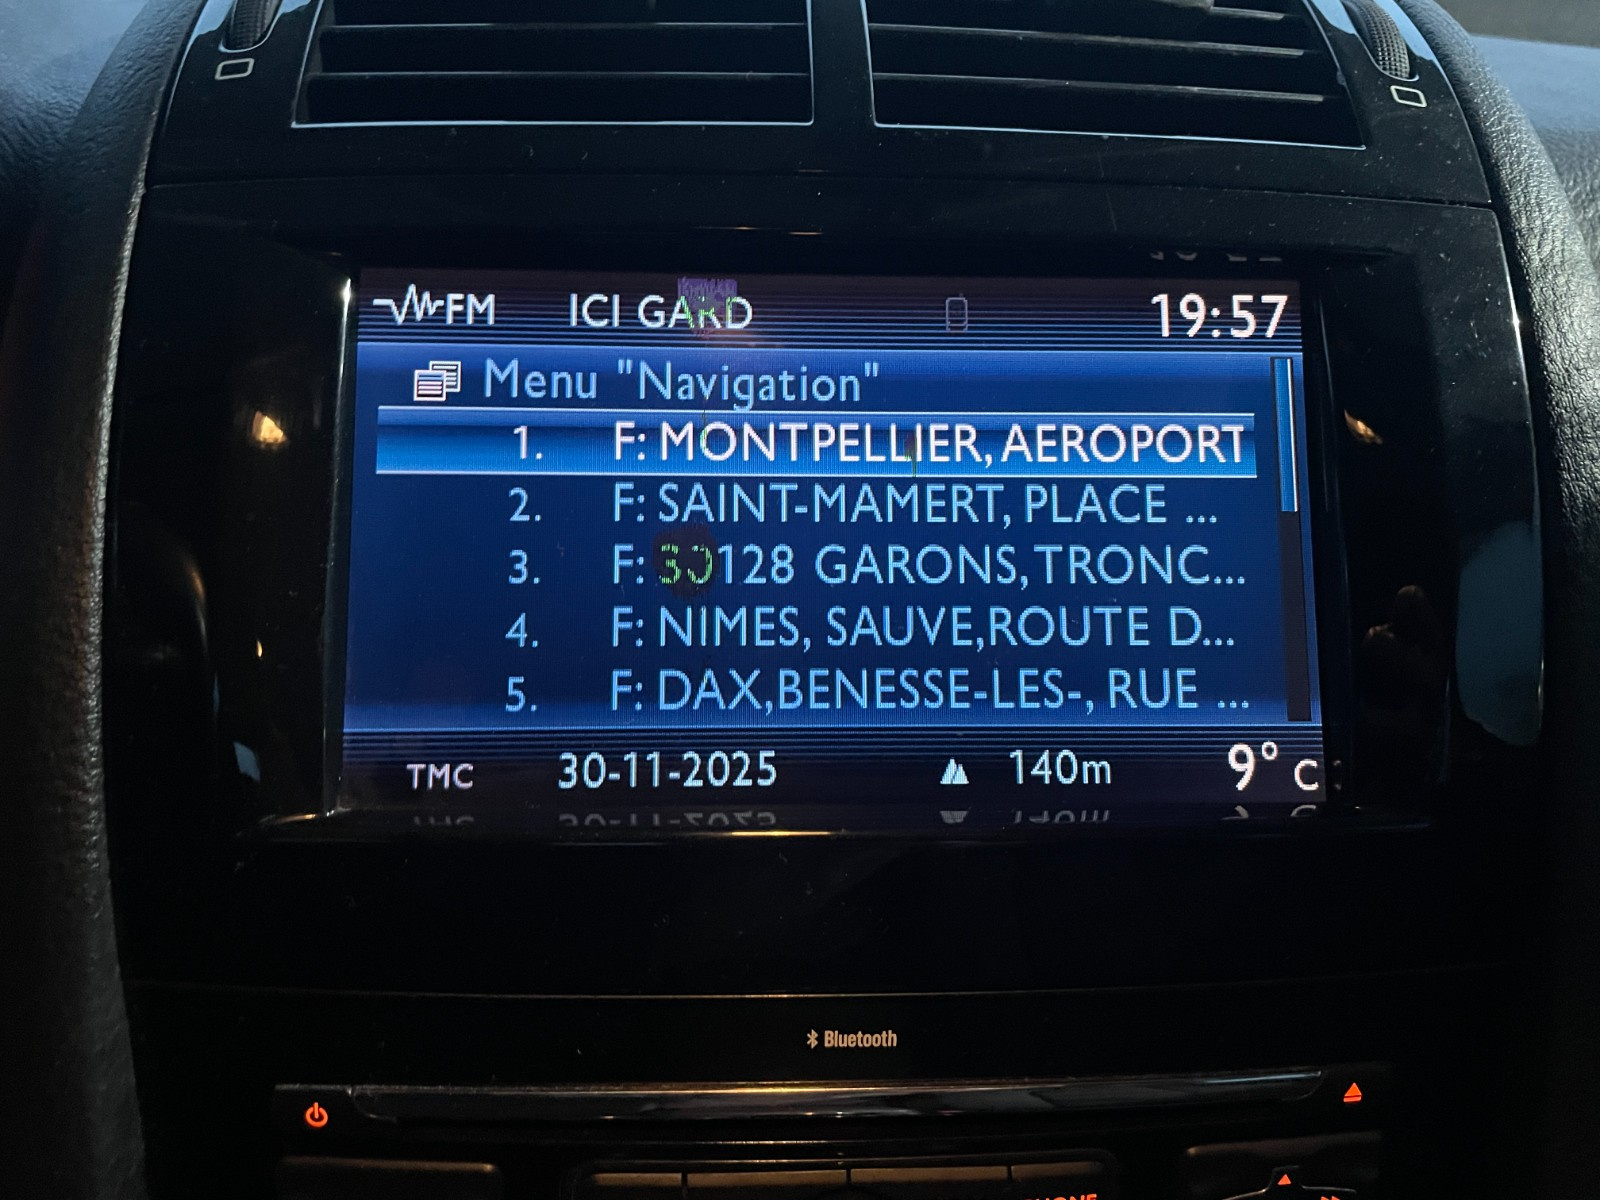 FM ICI GARD 19:57
Menu "Navigation"
1. F: MONTPELLIER, AEROPORT
2. F: SAINT-MAMERT, PLACE ...
3. F: 30128 GARONS,TRONC...
4. F: NIMES, SAUVE,ROUTE D...
5. F: DAX,BENESSE-LES-, RUE ...
TMC 30-11-2025 140m 9° C
Bluetooth